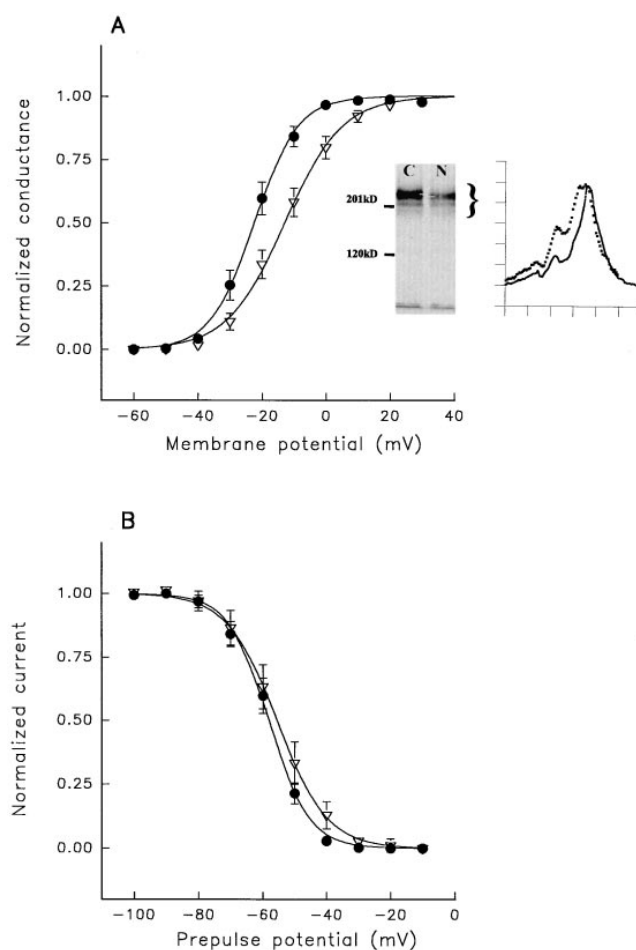 A
Normalized conductance
1.00
0.75
0.50
0.25
0.00
−60 −40 −20 0 20 40
Membrane potential (mV)
C N
201kD
120kD
B
Normalized current
1.00
0.75
0.50
0.25
0.00
−100 −80 −60 −40 −20 0
Prepulse potential (mV)